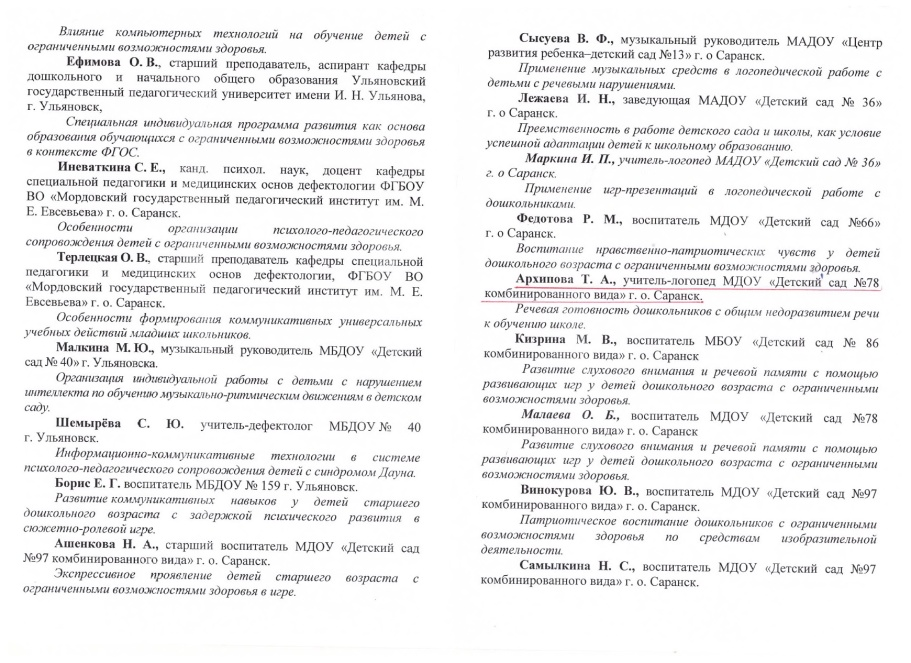 Влияние компьютерных технологий на обучение детей с
ограниченными возможностями здоровья.
Ефимова О. В., старший преподаватель, аспирант кафедры
дошкольного и начального общего образования Ульяновский
государственный педагогический университет имени И. Н. Ульянова,
г. Ульяновск,
Специальная индивидуальная программа развития как основа
образования обучающихся с ограниченными возможностями здоровья
в контексте ФГОС.
Иневаткина С. Е., канд. психол. наук, доцент кафедры
специальной педагогики и медицинских основ дефектологии ФГБОУ
ВО «Мордовский государственный педагогический институт им. М.
Е. Евсевьева» г. о. Саранск.
Особенности организации психолого-педагогического
сопровождения детей с ограниченными возможностями здоровья.
Терлецкая О. В., старший преподаватель кафедры специальной
педагогики и медицинских основ дефектологии, ФГБОУ ВО
«Мордовский государственный педагогический институт им. М. Е.
Евсевьева» г. о. Саранск.
Особенности формирования коммуникативных универсальных
учебных действий младших школьников.
Малкина М. Ю., музыкальный руководитель МБДОУ «Детский
сад № 40» г. Ульяновска.
Организация индивидуальной работы с детьми с нарушением
интеллекта по обучению музыкально-ритмическим движениям в детском
саду.
Шемырёва С. Ю. учитель-дефектолог МБДОУ № 40
г. Ульяновск.
Информационно-коммуникативные технологии в системе
психолого-педагогического сопровождения детей с синдромом Дауна.
Борис Е. Г. воспитатель МБДОУ № 159 г. Ульяновск.
Развитие коммуникативных навыков у детей старшего
дошкольного возраста с задержкой психического развития в
сюжетно-ролевой игре.
Ашенкова Н. А., старший воспитатель МДОУ «Детский сад
№97 комбинированного вида» г. о. Саранск.
Экспрессивное проявление детей старшего возраста с
ограниченными возможностями здоровья в игре.
Сысуева В. Ф., музыкальный руководитель МАДОУ «Центр
развития ребенка–детский сад №13» г. о Саранск.
Применение музыкальных средств в логопедической работе с
детьми с речевыми нарушениями.
Лежаева И. Н., заведующая МАДОУ «Детский сад № 36»
г. о Саранск.
Преемственность в работе детского сада и школы, как условие
успешной адаптации детей к школьному образованию.
Маркина И. П., учитель-логопед МАДОУ «Детский сад № 36»
г. о Саранск.
Применение игр-презентаций в логопедической работе с
дошкольниками.
Федотова Р. М., воспитатель МДОУ «Детский сад №66»
г. о Саранск.
Воспитание нравственно-патриотических чувств у детей
дошкольного возраста с ограниченными возможностями здоровья.
Архипова Т. А., учитель-логопед МДОУ «Детский сад №78
комбинированного вида» г. о. Саранск.
Речевая готовность дошкольников с общим недоразвитием речи
к обучению школе.
Кизрина М. В., воспитатель МБОУ «Детский сад № 86
комбинированного вида» г. о. Саранск
Развитие слухового внимания и речевой памяти с помощью
развивающих игр у детей дошкольного возраста с ограниченными
возможностями здоровья.
Малаева О. Б., воспитатель МДОУ «Детский сад №78
комбинированного вида» г. о. Саранск
Развитие слухового внимания и речевой памяти с помощью
развивающих игр у детей дошкольного возраста с ограниченными
возможностями здоровья.
Винокурова Ю. В., воспитатель МДОУ «Детский сад №97
комбинированного вида» г. о. Саранск.
Патриотическое воспитание дошкольников с ограниченными
возможностями здоровья по средствам изобразительной
деятельности.
Самылкина Н. С., воспитатель МДОУ «Детский сад №97
комбинированного вида» г. о. Саранск.